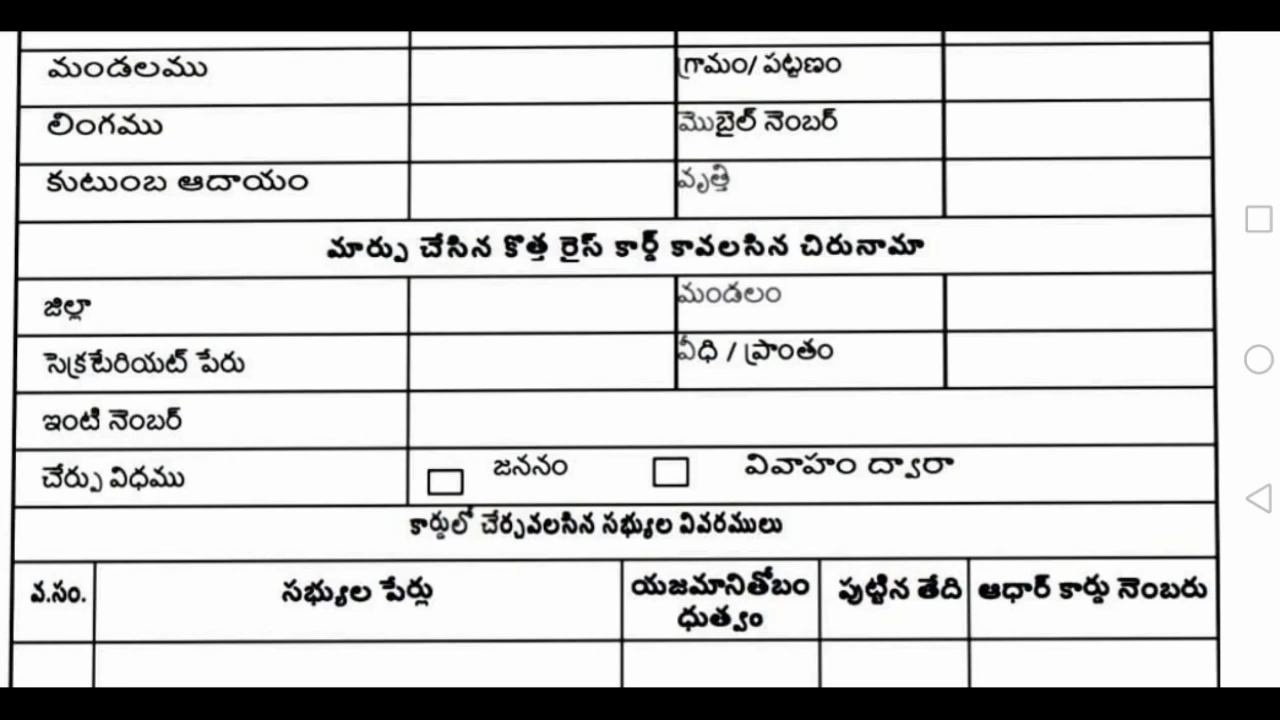 మండలము గ్రామం/ పట్టణం
లింగము మొబైల్ నెంబర్
కుటుంబ ఆదాయం వృత్తి
మార్పు చేసిన కొత్త రైస్ కార్డ్ కావలసిన చిరునామా
జిల్లా మండలం
సెక్రటేరియట్ పేరు వీధి / ప్రాంతం
ఇంటి నెంబర్
చేర్పు విధము జననం వివాహం ద్వారా
కార్డులో చేర్చవలసిన సభ్యుల వివరములు
వ.సం. సభ్యుల పేర్లు యజమానితోబం పుట్టిన తేది ఆధార్ కార్డు నెంబరు
ధుత్వం